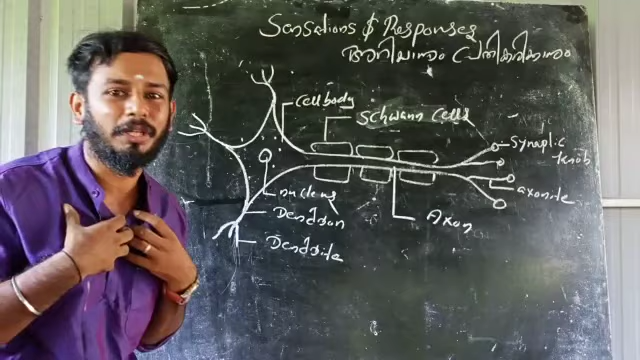 Sensations & Responses
അറിയാനും പ്രതികരിക്കാനും
Cell body
Schwann Cells
Synaptic
knob
axonite
nucleus
Dendron
Axon
Dendrite